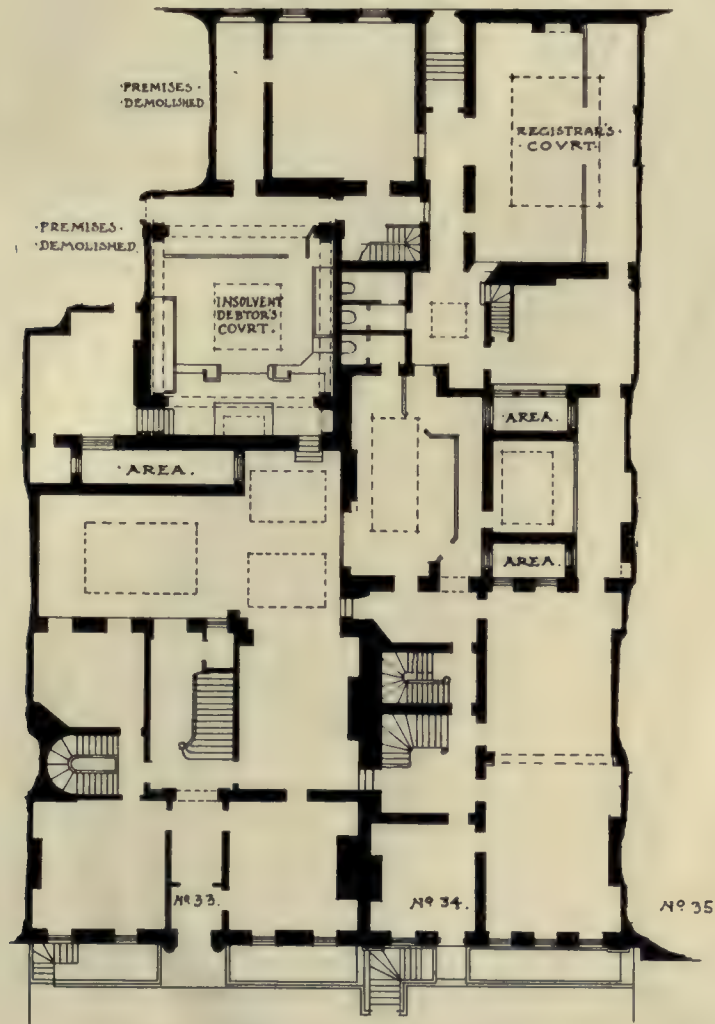 ·PREMISES·
·DEMOLISHED
REGISTRAR'S·
·COVRT·
·PREMISES·
·DEMOLISHED.
INSOLVENT
DEBTOR'S
COVRT.
AREA.
·AREA.
AREA.
Nº 33.
Nº 34.
Nº 35